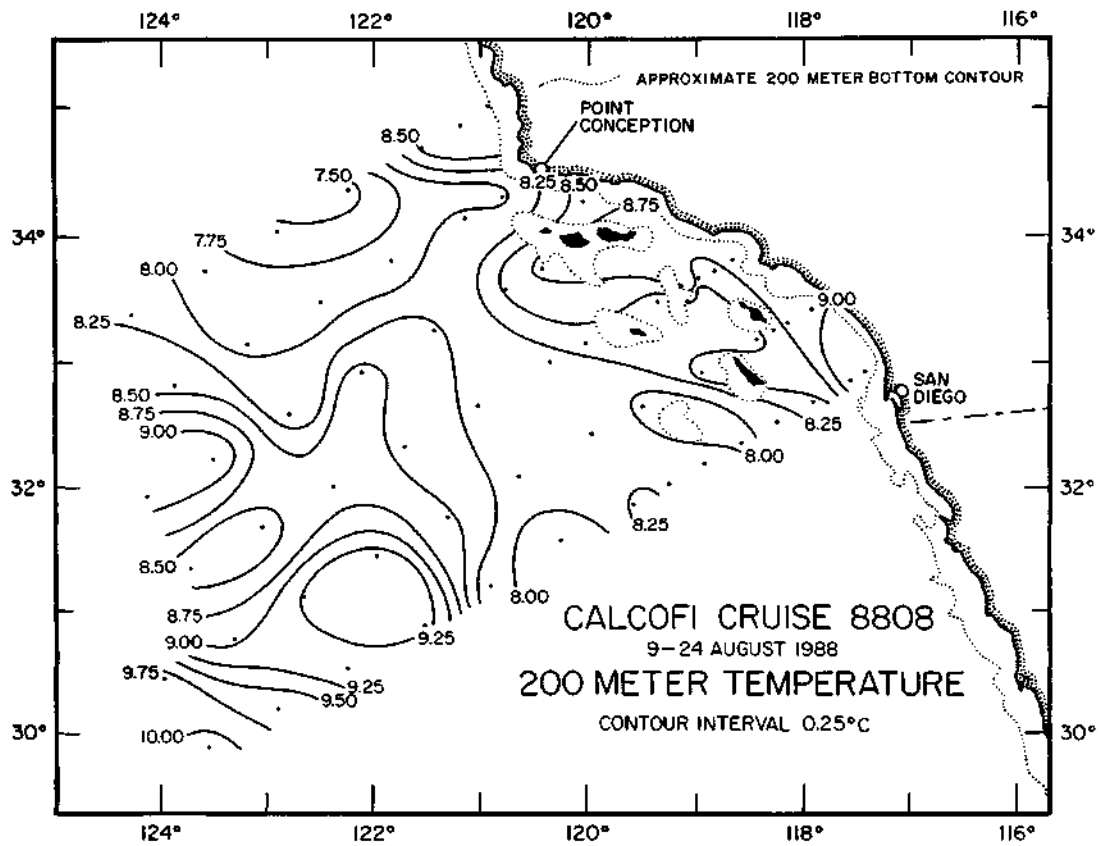 124° 122° 120° 118° 116°
APPROXIMATE 200 METER BOTTOM CONTOUR
POINT
CONCEPTION
8.50
7.50
8.25 8.50
8.75
34° 34°
7.75
8.00
9.00
8.25
SAN
DIEGO
8.50
8.75
9.00
8.25
8.00
32° 32°
8.25
8.50
8.00
8.75
9.25
9.00
CALCOFI CRUISE 8808
9-24 AUGUST 1988
9.75
9.25
9.50
200 METER TEMPERATURE
CONTOUR INTERVAL 0.25°C
30° 30°
10.00
124° 122° 120° 118° 116°